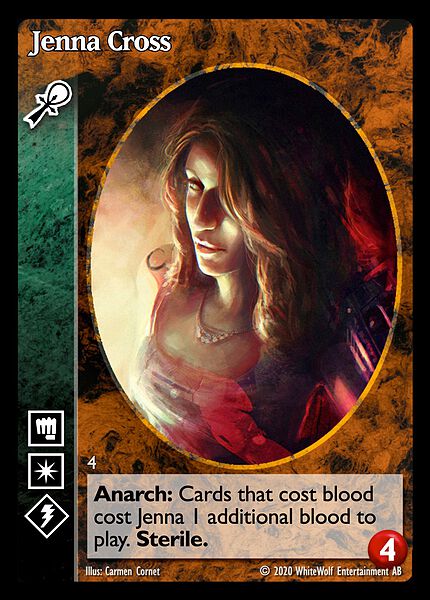 Jenna Cross
4
Anarch: Cards that cost blood
cost Jenna 1 additional blood to
play. Sterile.
4
Illus: Carmen Cornet
© 2020 WhiteWolf Entertainment AB